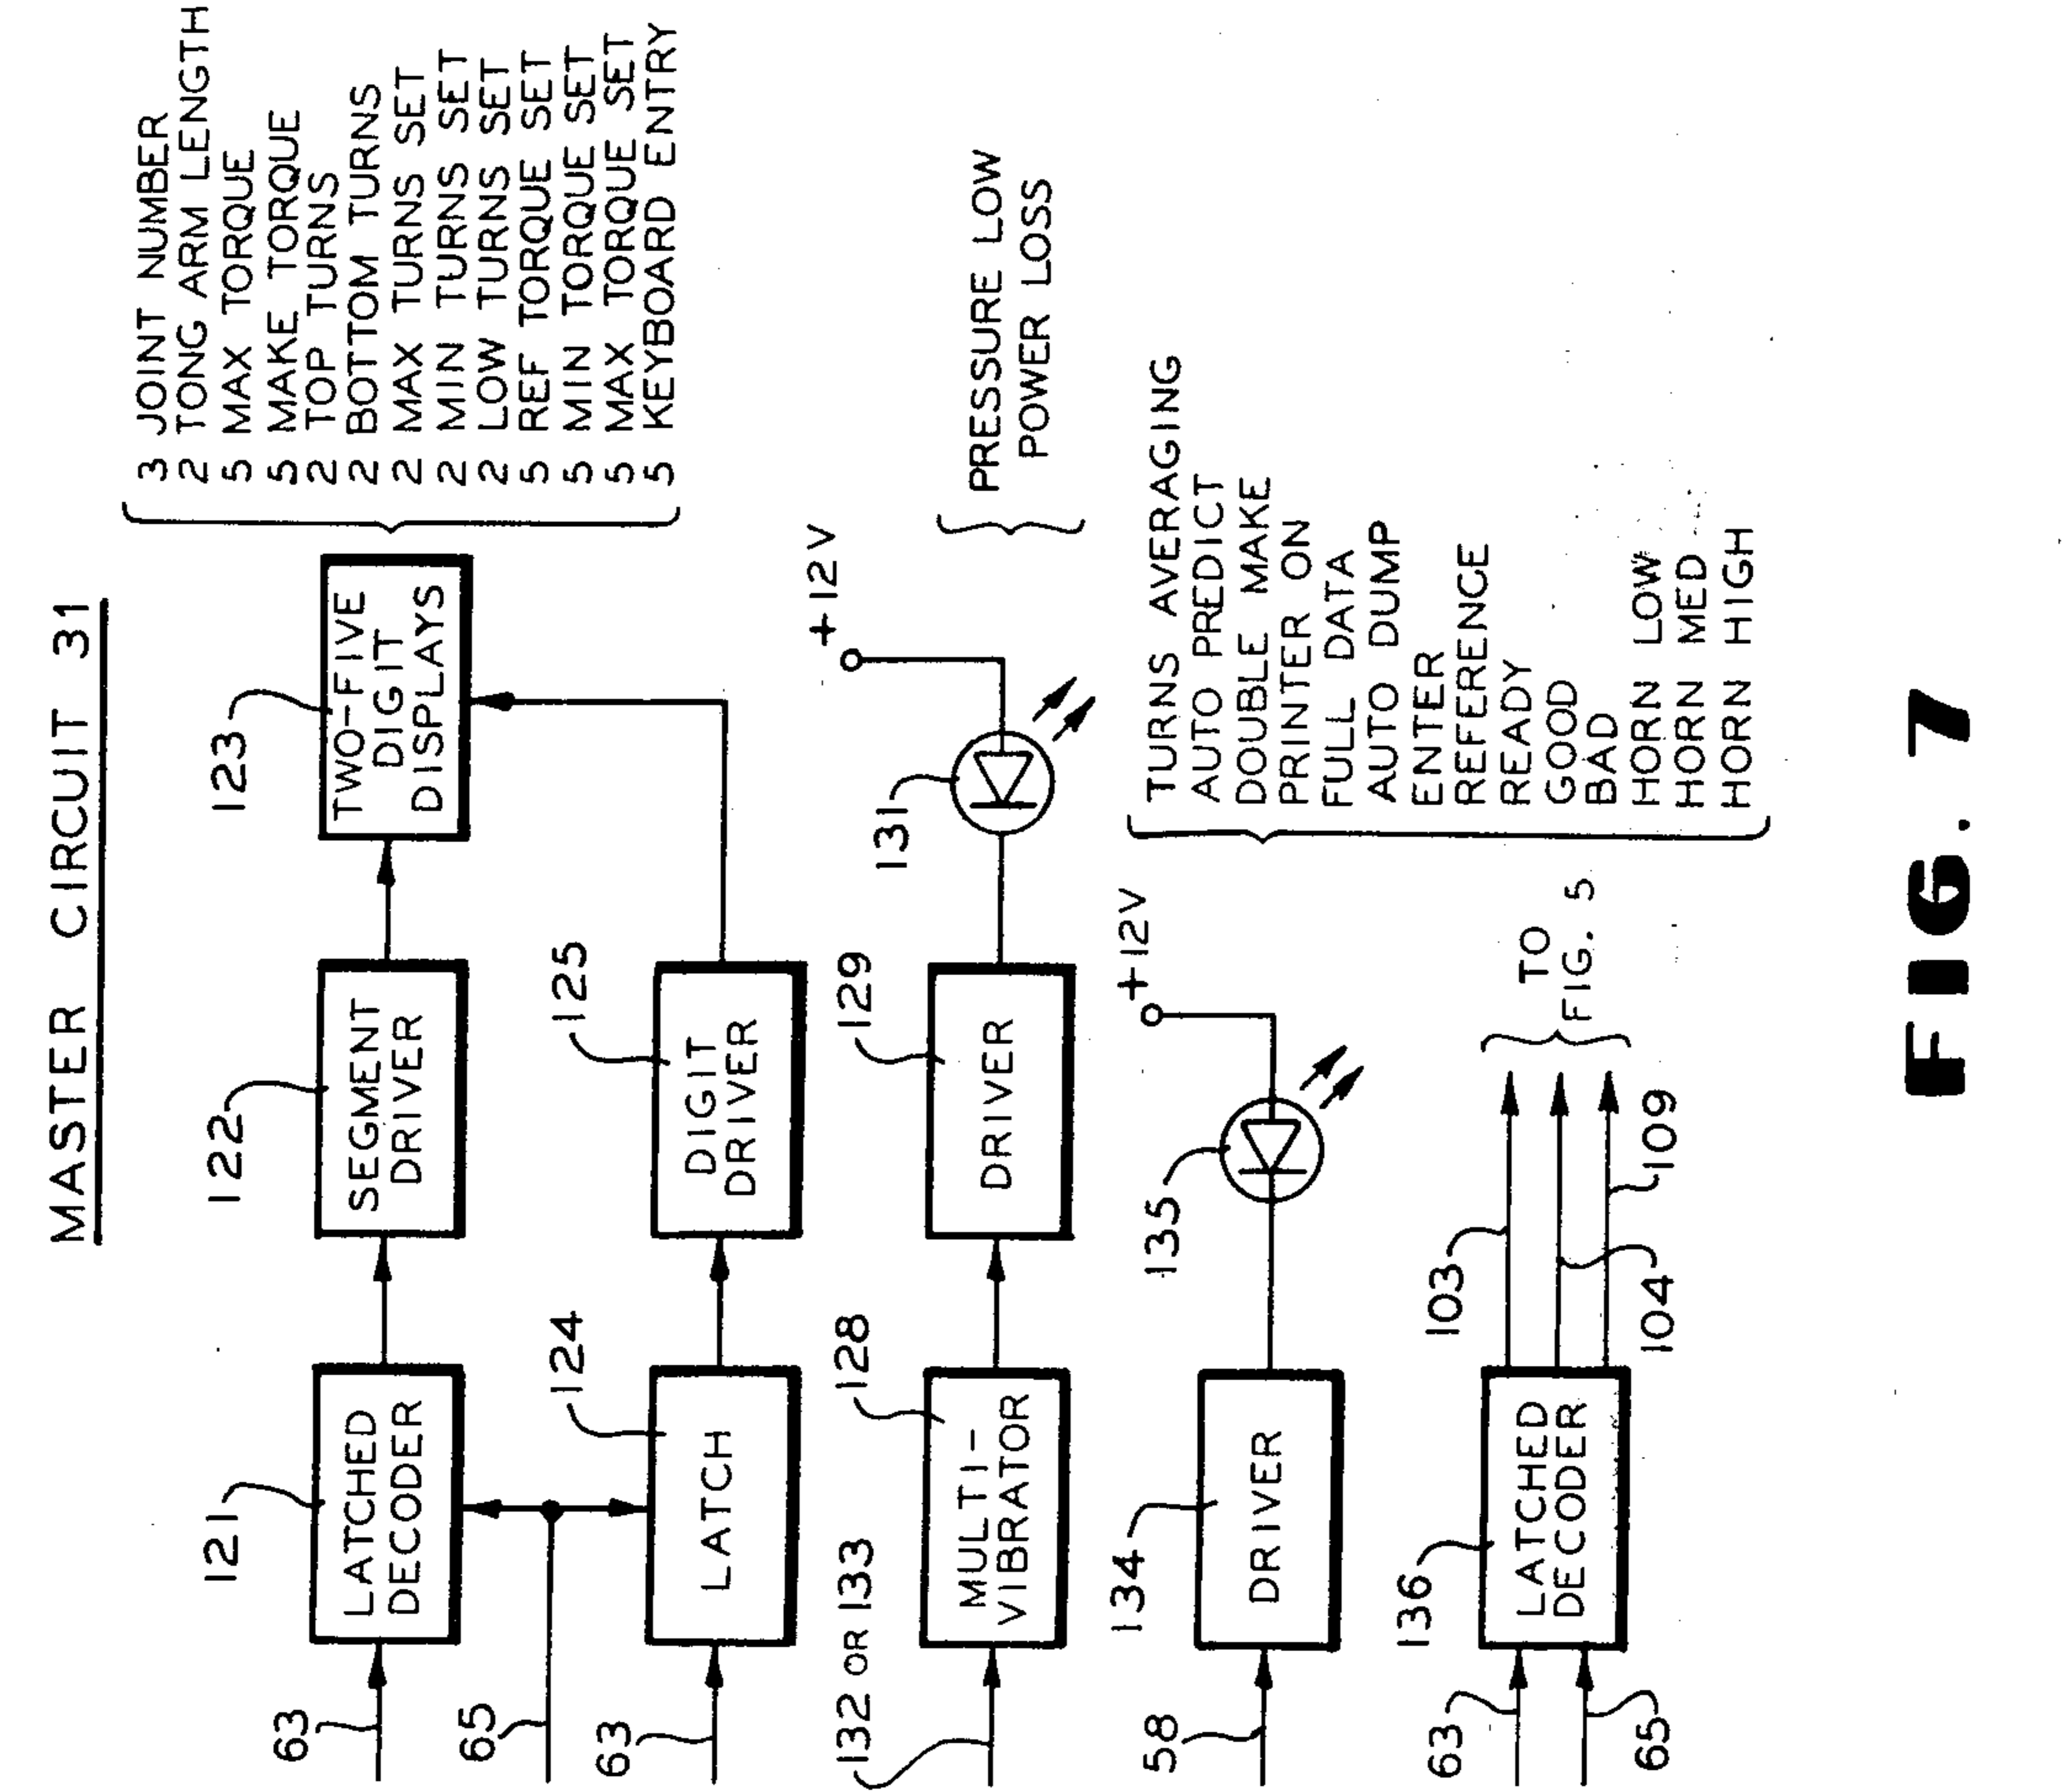 MASTER CIRCUIT 31
121
122
123
LATCHED
DECODER
SEGMENT
DRIVER
TWO-FIVE
DIGIT
DISPLAYS
3 JOINT NUMBER
2 TONG ARM LENGTH
5 MAX TORQUE
5 MAKE TORQUE
2 TOP TURNS
2 BOTTOM TURNS
2 MAX TURNS SET
2 MIN TURNS SET
2 LOW TURNS SET
5 REF TORQUE SET
5 MIN TORQUE SET
5 MAX TORQUE SET
5 KEYBOARD ENTRY
63
65
63
124
125
LATCH
DIGIT
DRIVER
132 OR 133
128
129
131
+12V
MULTI-
VIBRATOR
DRIVER
PRESSURE LOW
POWER LOSS
58
134
135
+12V
DRIVER
TURNS AVERAGING
AUTO PREDICT
DOUBLE MAKE
PRINTER ON
FULL DATA
AUTO DUMP
ENTER
REFERENCE
READY
GOOD
BAD
HORN LOW
HORN MED
HORN HIGH
63
65
136
LATCHED
DECODER
103
104
109
TO
FIG. 5
FIG. 7